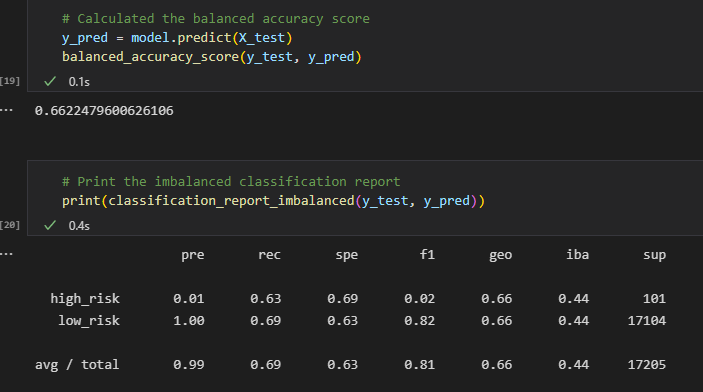 # Calculated the balanced accuracy score
y_pred = model.predict(X_test)
balanced_accuracy_score(y_test, y_pred)
[19] ✓ 0.1s
... 0.6622479600626106
# Print the imbalanced classification report
print(classification_report_imbalanced(y_test, y_pred))
[20] ✓ 0.4s
... pre rec spe f1 geo iba sup
high_risk 0.01 0.63 0.69 0.02 0.66 0.44 101
low_risk 1.00 0.69 0.63 0.82 0.66 0.44 17104
avg / total 0.99 0.69 0.63 0.81 0.66 0.44 17205